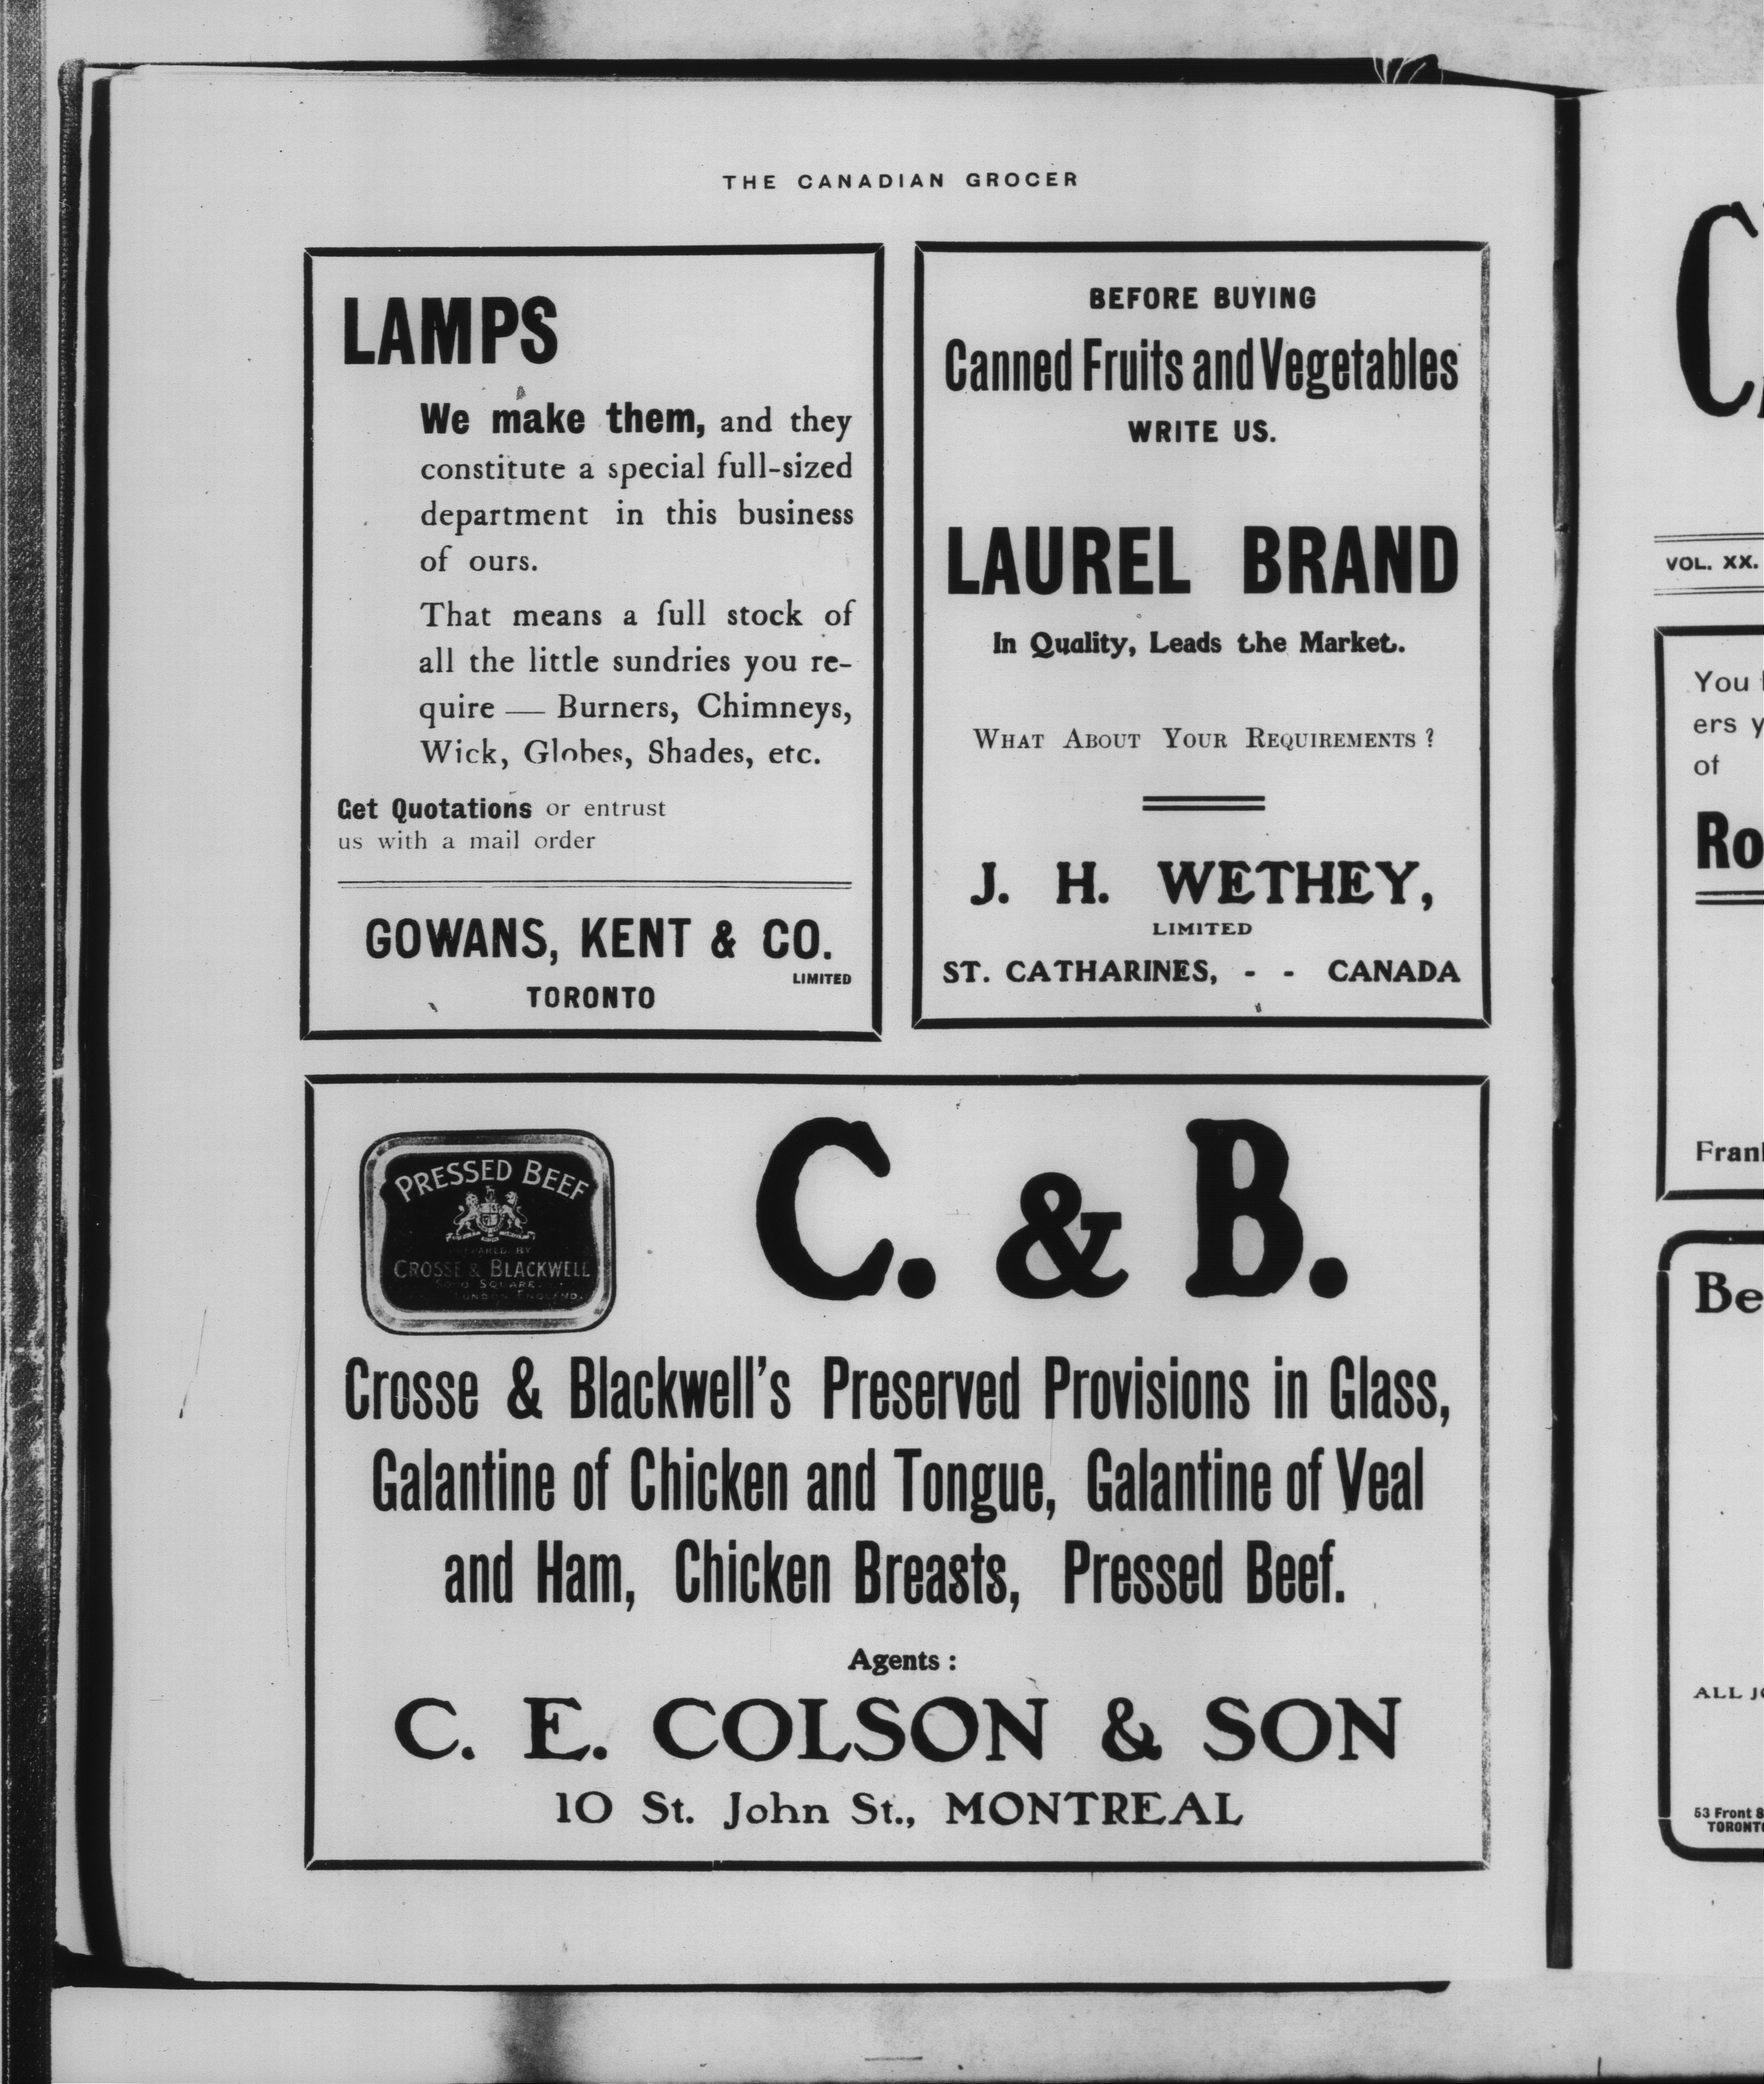 THE CANADIAN GROCER
LAMPS
We make them, and they
constitute a special full-sized
department in this business
of ours.
That means a full stock of
all the little sundries you re-
quire — Burners, Chimneys,
Wick, Globes, Shades, etc.
Get Quotations or entrust
us with a mail order
GOWANS, KENT & CO.
LIMITED
TORONTO
BEFORE BUYING
Canned Fruits and Vegetables
WRITE US.
LAUREL BRAND
In Quality, Leads the Market.
WHAT ABOUT YOUR REQUIREMENTS ?
J. H. WETHEY,
LIMITED
ST. CATHARINES, - - CANADA
PRESSED BEEF
PREPARED BY
CROSSE & BLACKWELL
SOHO SQUARE
LONDON ENGLAND.
C. & B.
Crosse & Blackwell's Preserved Provisions in Glass,
Galantine of Chicken and Tongue, Galantine of Veal
and Ham, Chicken Breasts, Pressed Beef.
Agents :
C. E. COLSON & SON
10 St. John St., MONTREAL
VOL. XX.
You
ers y
of
Ro
Be
ALL
53 Front